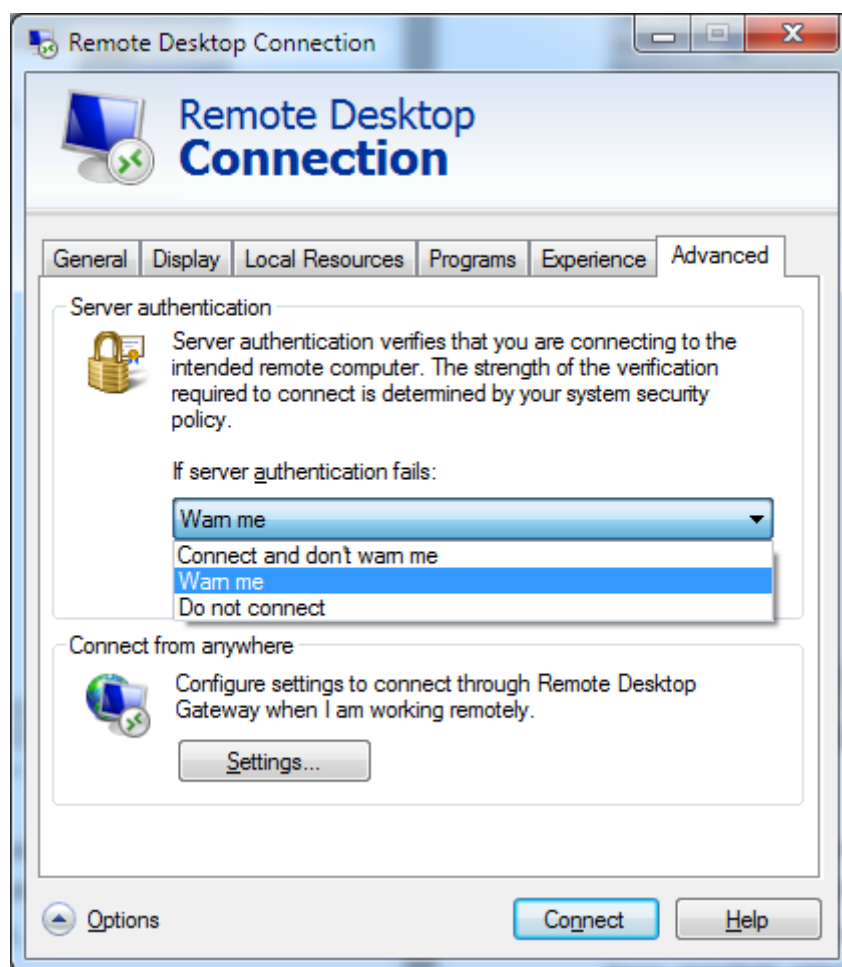 Remote Desktop Connection
Remote Desktop
Connection
General Display Local Resources Programs Experience Advanced
Server authentication
Server authentication verifies that you are connecting to the
intended remote computer. The strength of the verification
required to connect is determined by your system security
policy.
If server authentication fails:
Warn me
Connect and don't warn me
Warn me
Do not connect
Connect from anywhere
Configure settings to connect through Remote Desktop
Gateway when I am working remotely.
Settings...
Options Connect Help